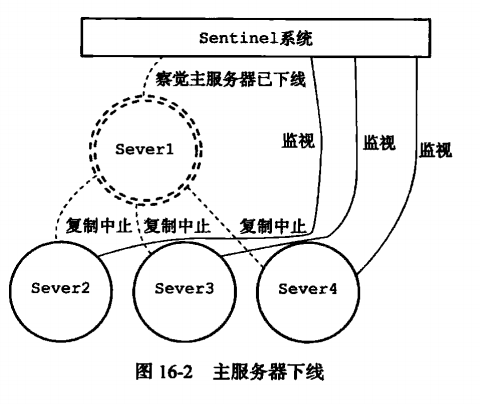 Sentinel系统
察觉主服务器已下线
Sever1
监视
监视
监视
复制中止
复制中止
复制中止
Sever2
Sever3
Sever4
图 16-2 主服务器下线